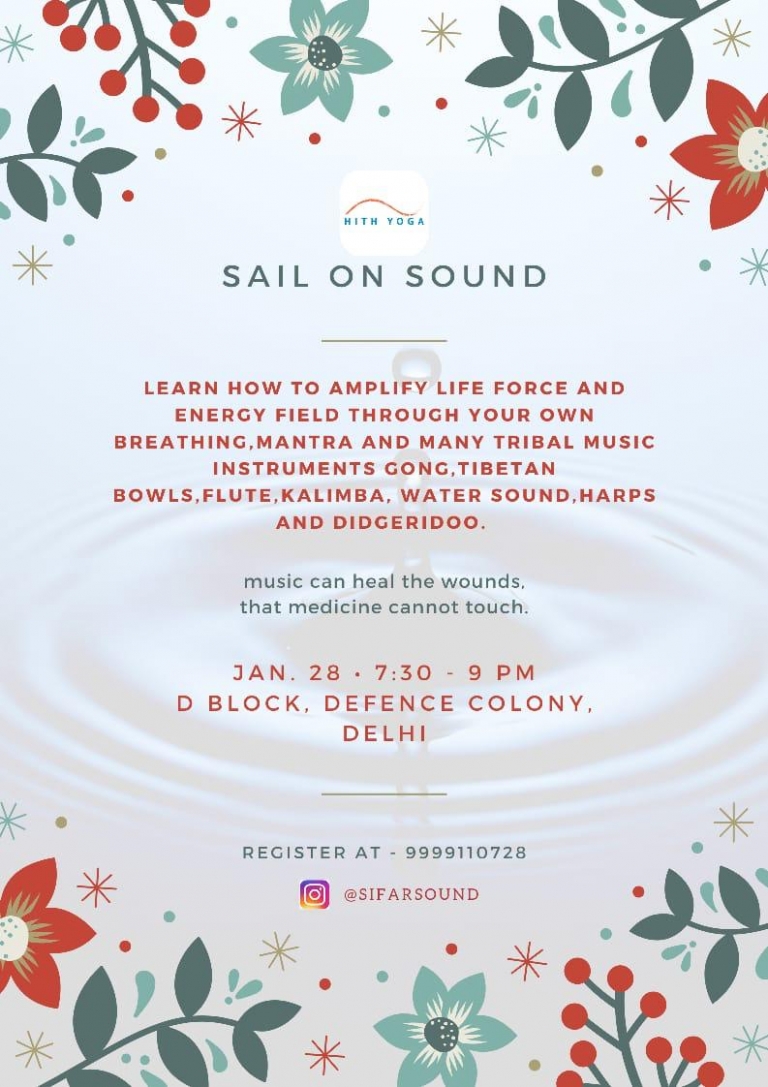 HITH YOGA
SAIL ON SOUND
LEARN HOW TO AMPLIFY LIFE FORCE AND
ENERGY FIELD THROUGH YOUR OWN
BREATHING,MANTRA AND MANY TRIBAL MUSIC
INSTRUMENTS GONG,TIBETAN
BOWLS,FLUTE,KALIMBA, WATER SOUND,HARPS
AND DIDGERIDOO.
music can heal the wounds,
that medicine cannot touch.
JAN. 28 • 7:30 - 9 PM
D BLOCK, DEFENCE COLONY,
DELHI
REGISTER AT - 9999110728
@SIFARSOUND